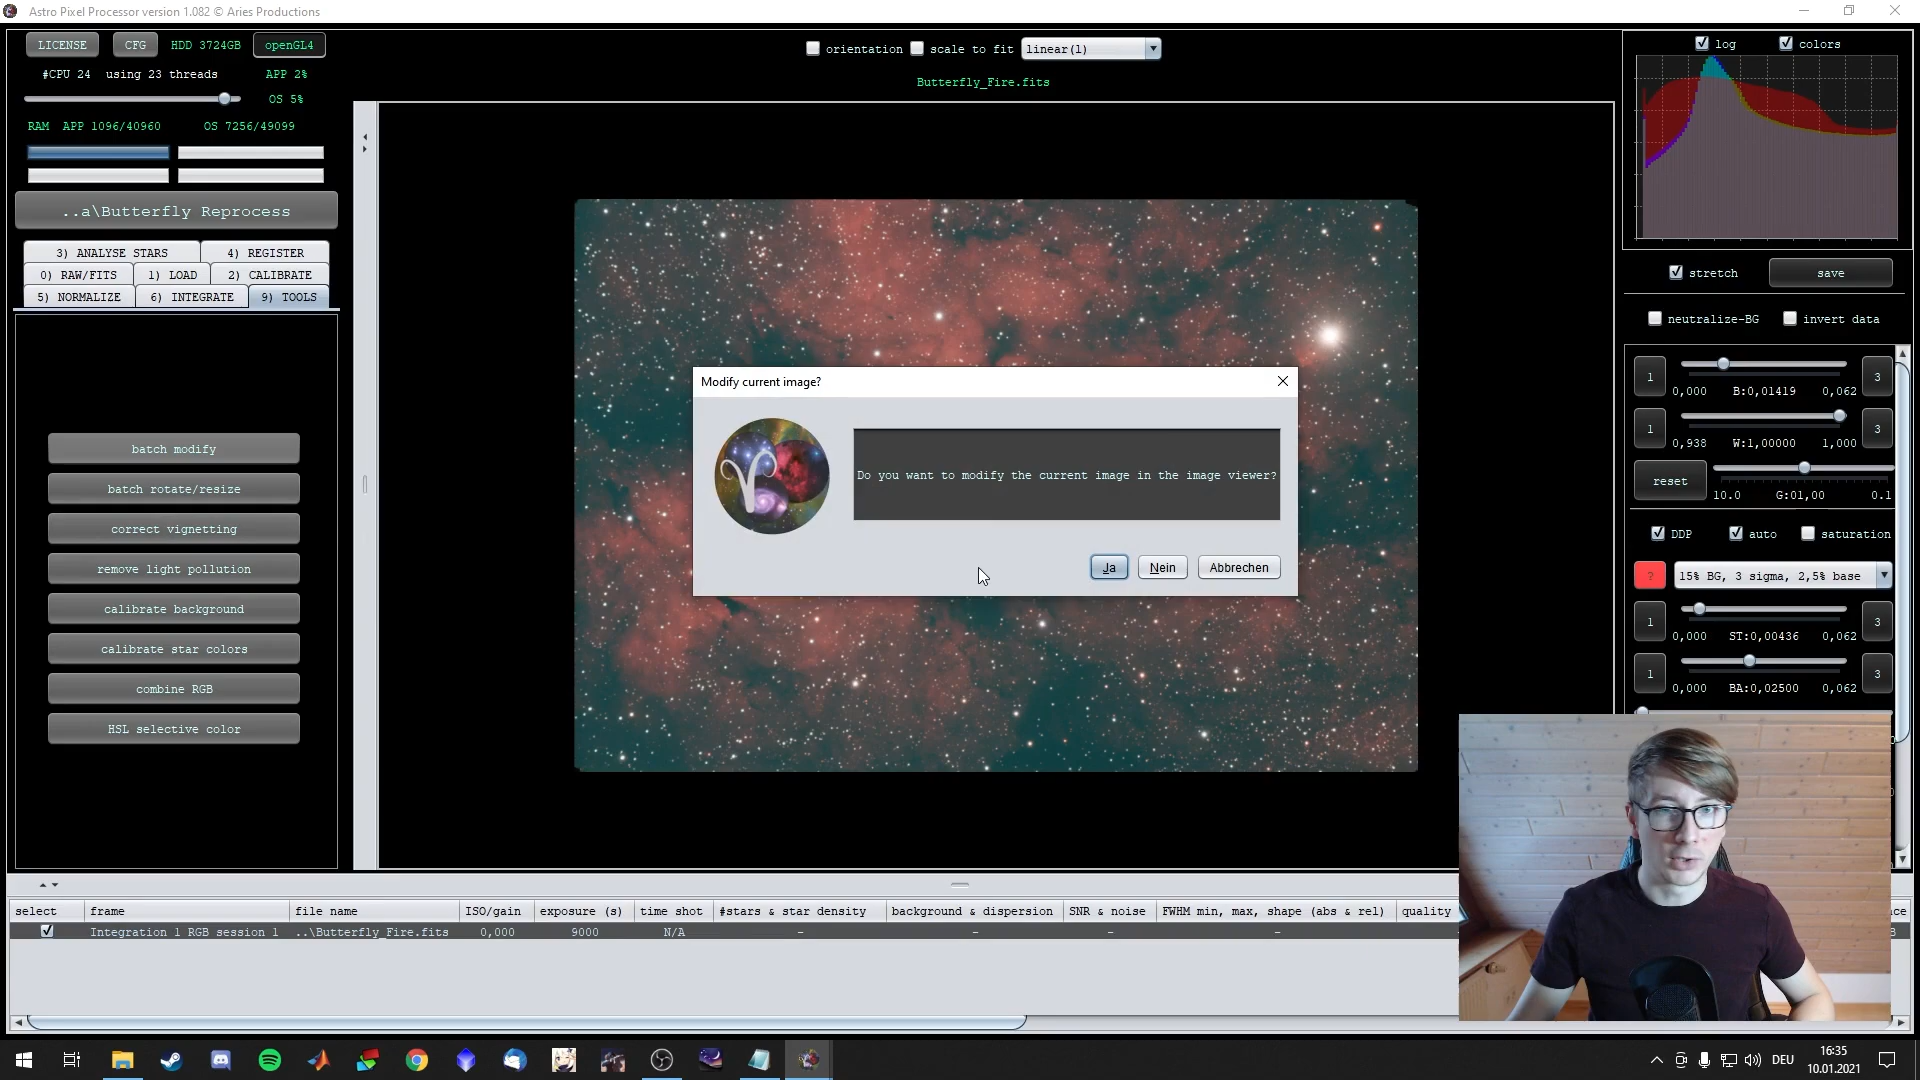 Astro Pixel Processor version 1.082 © Aries Productions
LICENSE CFG HDD 3724GB openGL4
#CPU 24 using 23 threads APP 2%
OS 5%
RAM APP 1096/40960 OS 7256/49099
..a\Butterfly Reprocess
3) ANALYSE STARS 4) REGISTER
0) RAW/FITS 1) LOAD 2) CALIBRATE
5) NORMALIZE 6) INTEGRATE 9) TOOLS
batch modify
batch rotate/resize
correct vignetting
remove light pollution
calibrate background
calibrate star colors
combine RGB
HSL selective color
orientation scale to fit linear(l)
Butterfly_Fire.fits
Modify current image?
Do you want to modify the current image in the image viewer?
Ja Nein Abbrechen
log colors
stretch save
neutralize-BG invert data
1 3
0,000 B:0,01419 0,062
1 3
0,938 W:1,00000 1,000
reset
10.0 G:01,00 0.1
DDP auto saturation
? 15% BG, 3 sigma, 2,5% base
1 3
0,000 ST:0,00436 0,062
1 3
0,000 BA:0,02500 0,062
select frame file name ISO/gain exposure (s) time shot #stars & star density background & dispersion SNR & noise FWHM min, max, shape (abs & rel) quality
Integration 1 RGB session 1 ..\Butterfly_Fire.fits 0,000 9000 N/A - - - -
DEU
16:35
10.01.2021